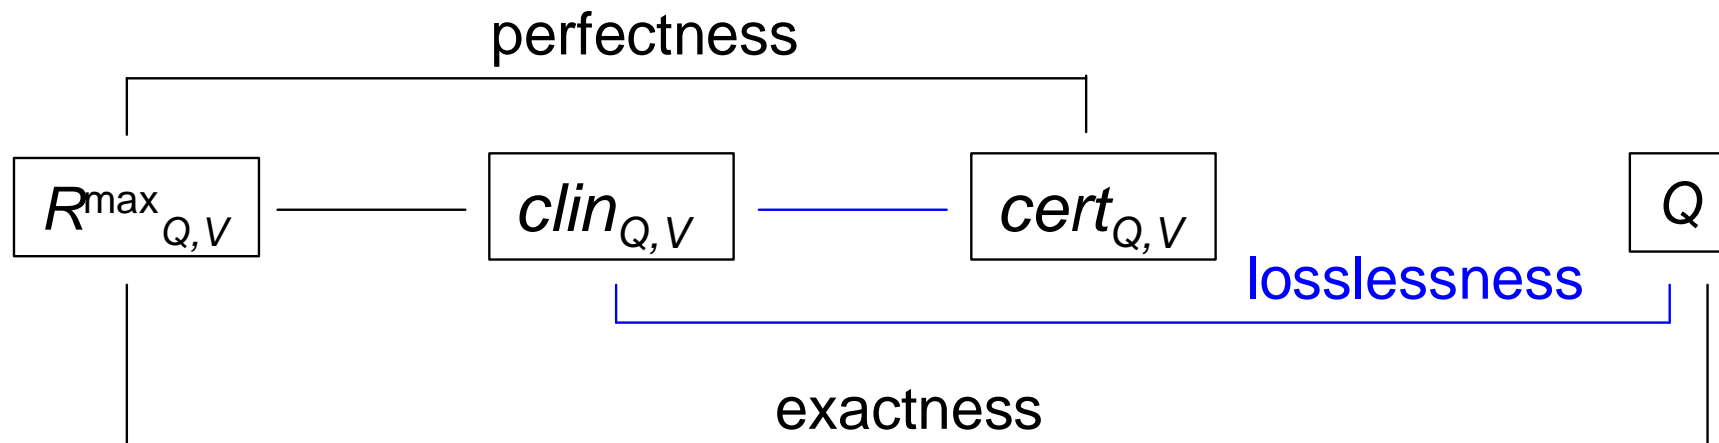 perfectness
R^max_Q,V
clin_Q,V
cert_Q,V
Q
losslessness
exactness